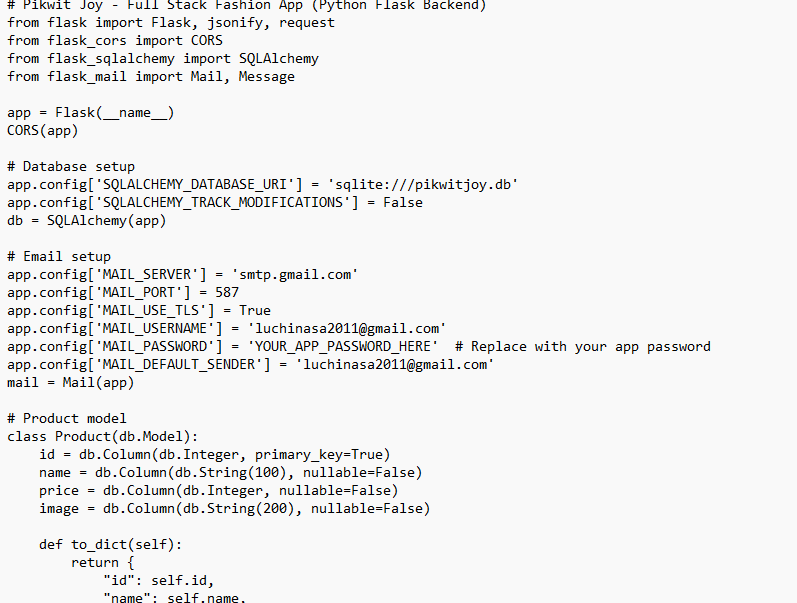 # Pikwit Joy - Full Stack Fashion App (Python Flask Backend)
from flask import Flask, jsonify, request
from flask_cors import CORS
from flask_sqlalchemy import SQLAlchemy
from flask_mail import Mail, Message

app = Flask(__name__)
CORS(app)

# Database setup
app.config['SQLALCHEMY_DATABASE_URI'] = 'sqlite:///pikwitjoy.db'
app.config['SQLALCHEMY_TRACK_MODIFICATIONS'] = False
db = SQLAlchemy(app)

# Email setup
app.config['MAIL_SERVER'] = 'smtp.gmail.com'
app.config['MAIL_PORT'] = 587
app.config['MAIL_USE_TLS'] = True
app.config['MAIL_USERNAME'] = 'luchinasa2011@gmail.com'
app.config['MAIL_PASSWORD'] = 'YOUR_APP_PASSWORD_HERE'  # Replace with your app password
app.config['MAIL_DEFAULT_SENDER'] = 'luchinasa2011@gmail.com'
mail = Mail(app)

# Product model
class Product(db.Model):
    id = db.Column(db.Integer, primary_key=True)
    name = db.Column(db.String(100), nullable=False)
    price = db.Column(db.Integer, nullable=False)
    image = db.Column(db.String(200), nullable=False)

    def to_dict(self):
        return {
            "id": self.id,
            "name": self.name,